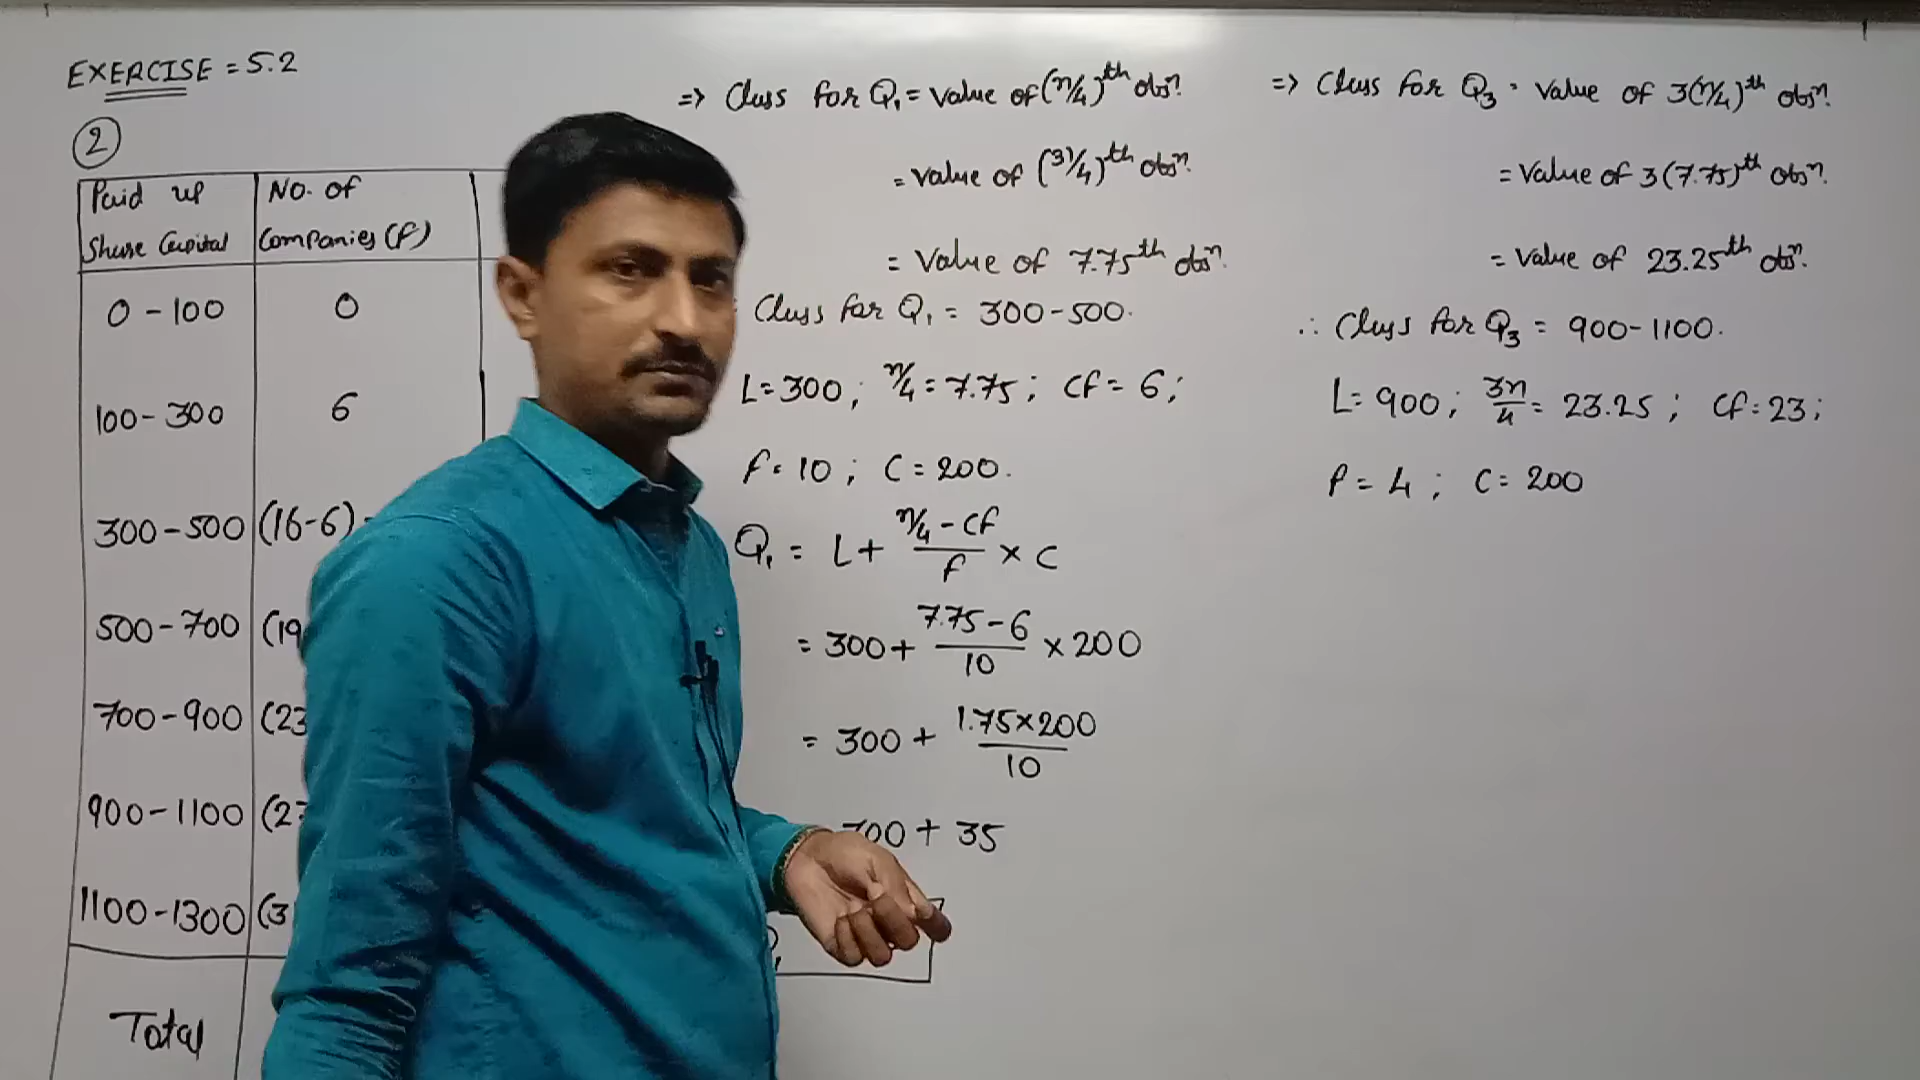 EXERCISE = 5.2
2
Paid up
Share Capital
No. of
Companies (f)
0 - 100
0
100 - 300
6
300 - 500
(16-6)
500 - 700
(19
700 - 900
(23
900 - 1100
(2
1100 - 1300
(3
Total
⇒ Class for Q₁ = Value of (n/4)th obsn.
= Value of (31/4)th obsn.
= Value of 7.75th obsn.
Class for Q₁ = 300-500.
L = 300 ; n/4 = 7.75 ; cf = 6 ;
f = 10 ; C = 200.
Q₁ = L + (n/4 - cf)/f × C
= 300 + (7.75 - 6)/10 × 200
= 300 + (1.75×200)/10
300 + 35
⇒ Class for Q₃ = Value of 3(n/4)th obsn.
= Value of 3(7.75)th obsn.
= Value of 23.25th obsn.
∴ Class for Q₃ = 900-1100.
L = 900 ; 3n/4 = 23.25 ; cf = 23 ;
f = 4 ; C = 200